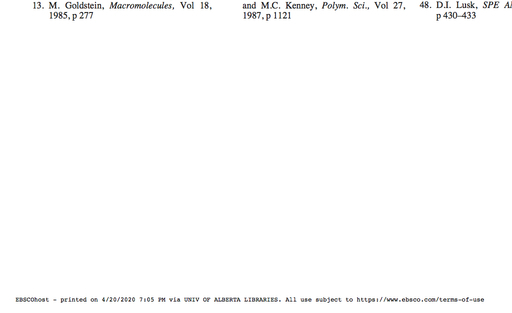 13. M. Goldstein, Macromolecules, Vol 18,
1985, p 277
and M.C. Kenney, Polym. Sci., Vol 27,
1987, p 1121
48. D.I. Lusk, SPE
p 430–433
EBSCOhost - printed on 4/20/2020 7:05 PM via UNIV OF ALBERTA LIBRARIES. All use subject to https://www.ebsco.com/terms-of-use